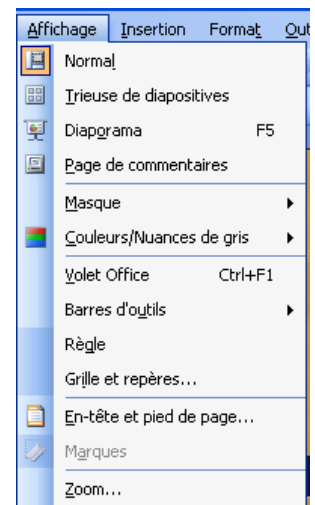 Affichage Insertion Format Out
Normal
Trieuse de diapositives
Diaporama F5
Page de commentaires
Masque
Couleurs/Nuances de gris
Volet Office Ctrl+F1
Barres d'outils
Règle
Grille et repères...
En-tête et pied de page...
Marques
Zoom...